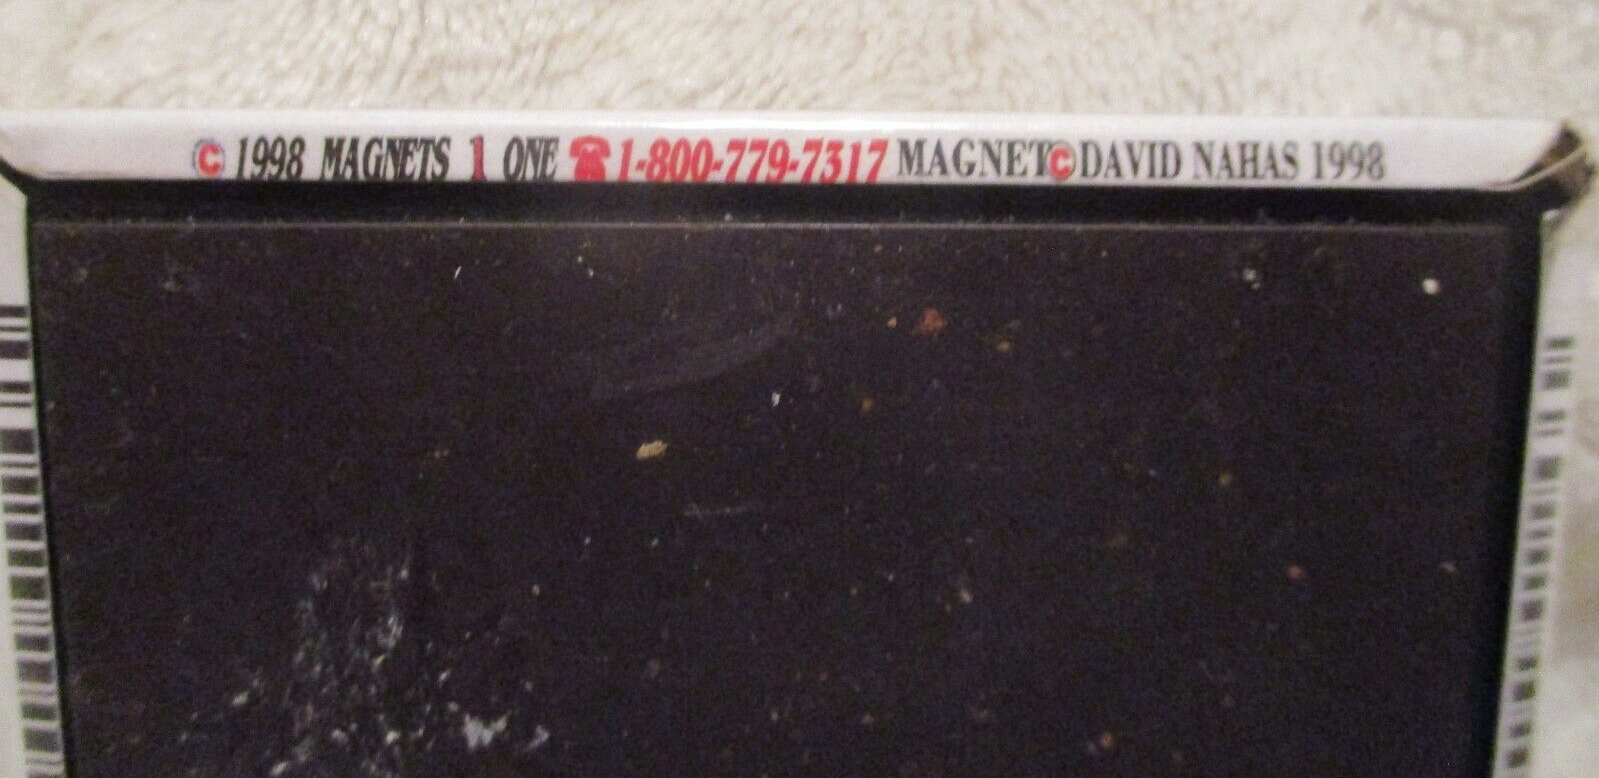 © 1998 MAGNETS 1 ONE ☎ 1-800-779-7317 MAGNET © DAVID NAHAS 1998